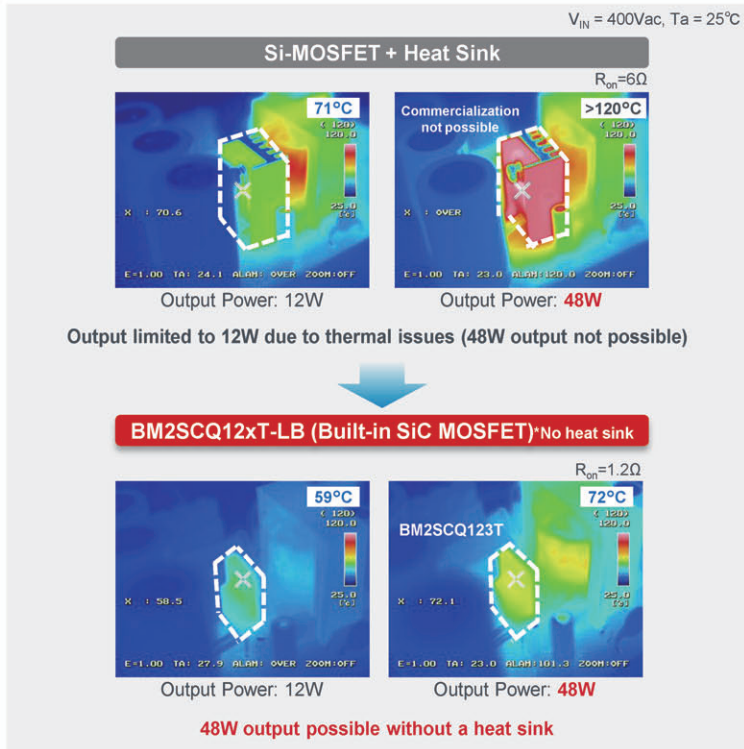 VIN = 400Vac, Ta = 25°C
Si-MOSFET + Heat Sink
Ron=6Ω
71°C
< 120>
120.0
25.0
[℃]
X : 70.6
E=1.00 TA: 24.1 ALAM: OVER ZOOM:OFF
Output Power: 12W
Commercialization
not possible
>120°C
< 120>
120.0
25.0
[℃]
X : OVER
E=1.00 TA: 23.0 ALAM:120.0 ZOOM:OFF
Output Power: 48W
Output limited to 12W due to thermal issues (48W output not possible)
BM2SCQ12xT-LB (Built-in SiC MOSFET)*No heat sink
Ron=1.2Ω
59°C
< 120>
120.0
25.0
[℃]
X : 58.5
E=1.00 TA: 27.9 ALAM: OVER ZOOM:OFF
Output Power: 12W
72°C
< 120>
120.0
BM2SCQ123T
25.0
[℃]
X : 72.1
E=1.00 TA: 23.0 ALAM:101.3 ZOOM:OFF
Output Power: 48W
48W output possible without a heat sink